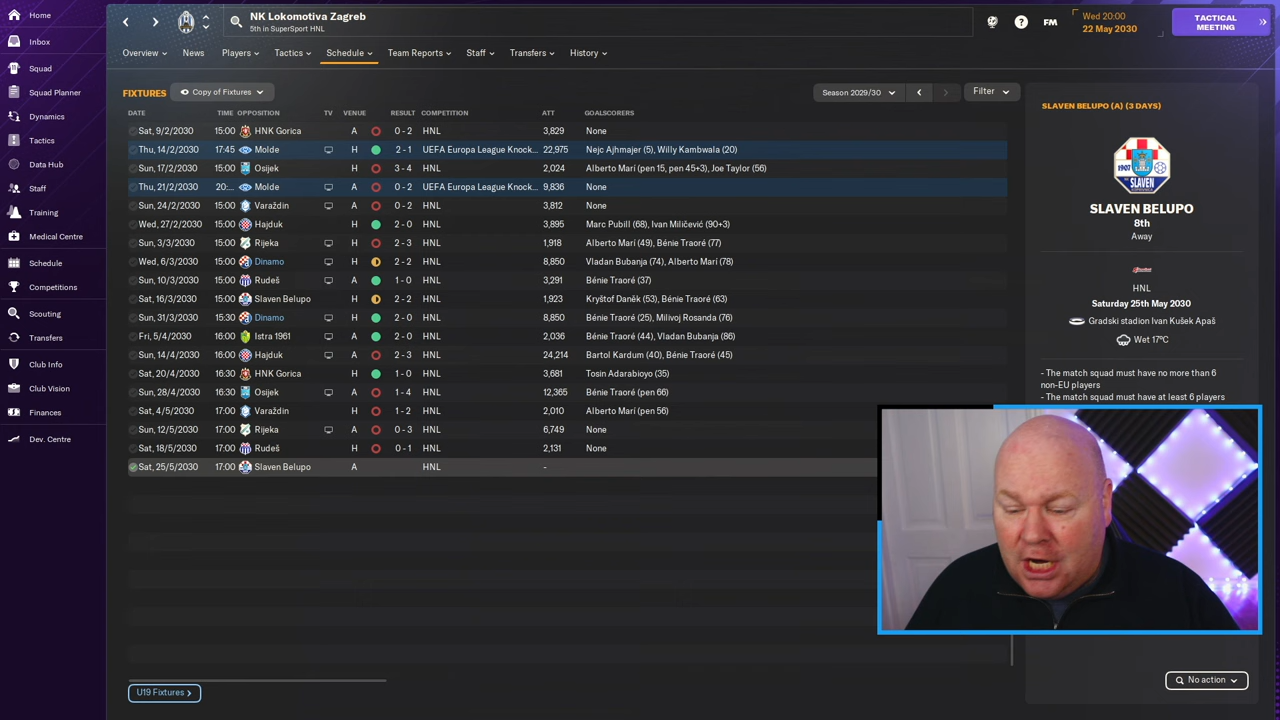 Home
Inbox
Squad
Squad Planner
Dynamics
Tactics
Data Hub
Staff
Training
Medical Centre
Schedule
Competitions
Scouting
Transfers
Club Info
Club Vision
Finances
Dev. Centre
NK Lokomotiva Zagreb
5th in SuperSport HNL
FM
Wed 20:00
22 May 2030
TACTICAL MEETING
Overview News Players Tactics Schedule Team Reports Staff Transfers History
FIXTURES Copy of Fixtures Season 2029/30 Filter
DATE TIME OPPOSITION TV VENUE RESULT COMPETITION ATT GOALSCORERS
Sat, 9/2/2030 15:00 HNK Gorica A 0 - 2 HNL 3,829 None
Thu, 14/2/2030 17:45 Molde H 2 - 1 UEFA Europa League Knock... 22,975 Nejc Ajhmajer (5), Willy Kambwala (20)
Sun, 17/2/2030 15:00 Osijek H 3 - 4 HNL 2,024 Alberto Marí (pen 15, pen 45+3), Joe Taylor (56)
Thu, 21/2/2030 20:... Molde A 0 - 2 UEFA Europa League Knock... 9,836 None
Sun, 24/2/2030 15:00 Varaždin A 0 - 2 HNL 3,812 None
Wed, 27/2/2030 15:00 Hajduk H 2 - 0 HNL 3,895 Marc Pubill (68), Ivan Miličević (90+3)
Sun, 3/3/2030 15:00 Rijeka H 2 - 3 HNL 1,918 Alberto Marí (49), Bénie Traoré (77)
Wed, 6/3/2030 15:00 Dinamo H 2 - 2 HNL 8,850 Vladan Bubanja (74), Alberto Marí (78)
Sun, 10/3/2030 15:00 Rudeš A 1 - 0 HNL 3,291 Bénie Traoré (37)
Sat, 16/3/2030 15:00 Slaven Belupo H 2 - 2 HNL 1,923 Kryštof Daněk (53), Bénie Traoré (63)
Sun, 31/3/2030 15:30 Dinamo A 2 - 0 HNL 8,850 Bénie Traoré (25), Milivoj Rosanda (76)
Fri, 5/4/2030 16:00 Istra 1961 H 2 - 0 HNL 2,036 Bénie Traoré (44), Vladan Bubanja (86)
Sun, 14/4/2030 16:00 Hajduk A 2 - 3 HNL 24,214 Bartol Kardum (40), Bénie Traoré (45)
Sat, 20/4/2030 16:30 HNK Gorica H 1 - 0 HNL 3,681 Tosin Adarabioyo (35)
Sun, 28/4/2030 16:30 Osijek A 1 - 4 HNL 12,365 Bénie Traoré (pen 66)
Sat, 4/5/2030 17:00 Varaždin H 1 - 2 HNL 2,010 Alberto Marí (pen 56)
Sun, 12/5/2030 17:00 Rijeka A 0 - 3 HNL 6,749 None
Sat, 18/5/2030 17:00 Rudeš H 0 - 1 HNL 2,131 None
Sat, 25/5/2030 17:00 Slaven Belupo A HNL -
U19 Fixtures
SLAVEN BELUPO (A) (3 DAYS)
1907
SLAVEN
SLAVEN BELUPO
8th
Away
HNL
Saturday 25th May 2030
Gradski stadion Ivan Kušek Apaš
Wet 17°C
- The match squad must have no more than 6
non-EU players
- The match squad must have at least 6 players
No action